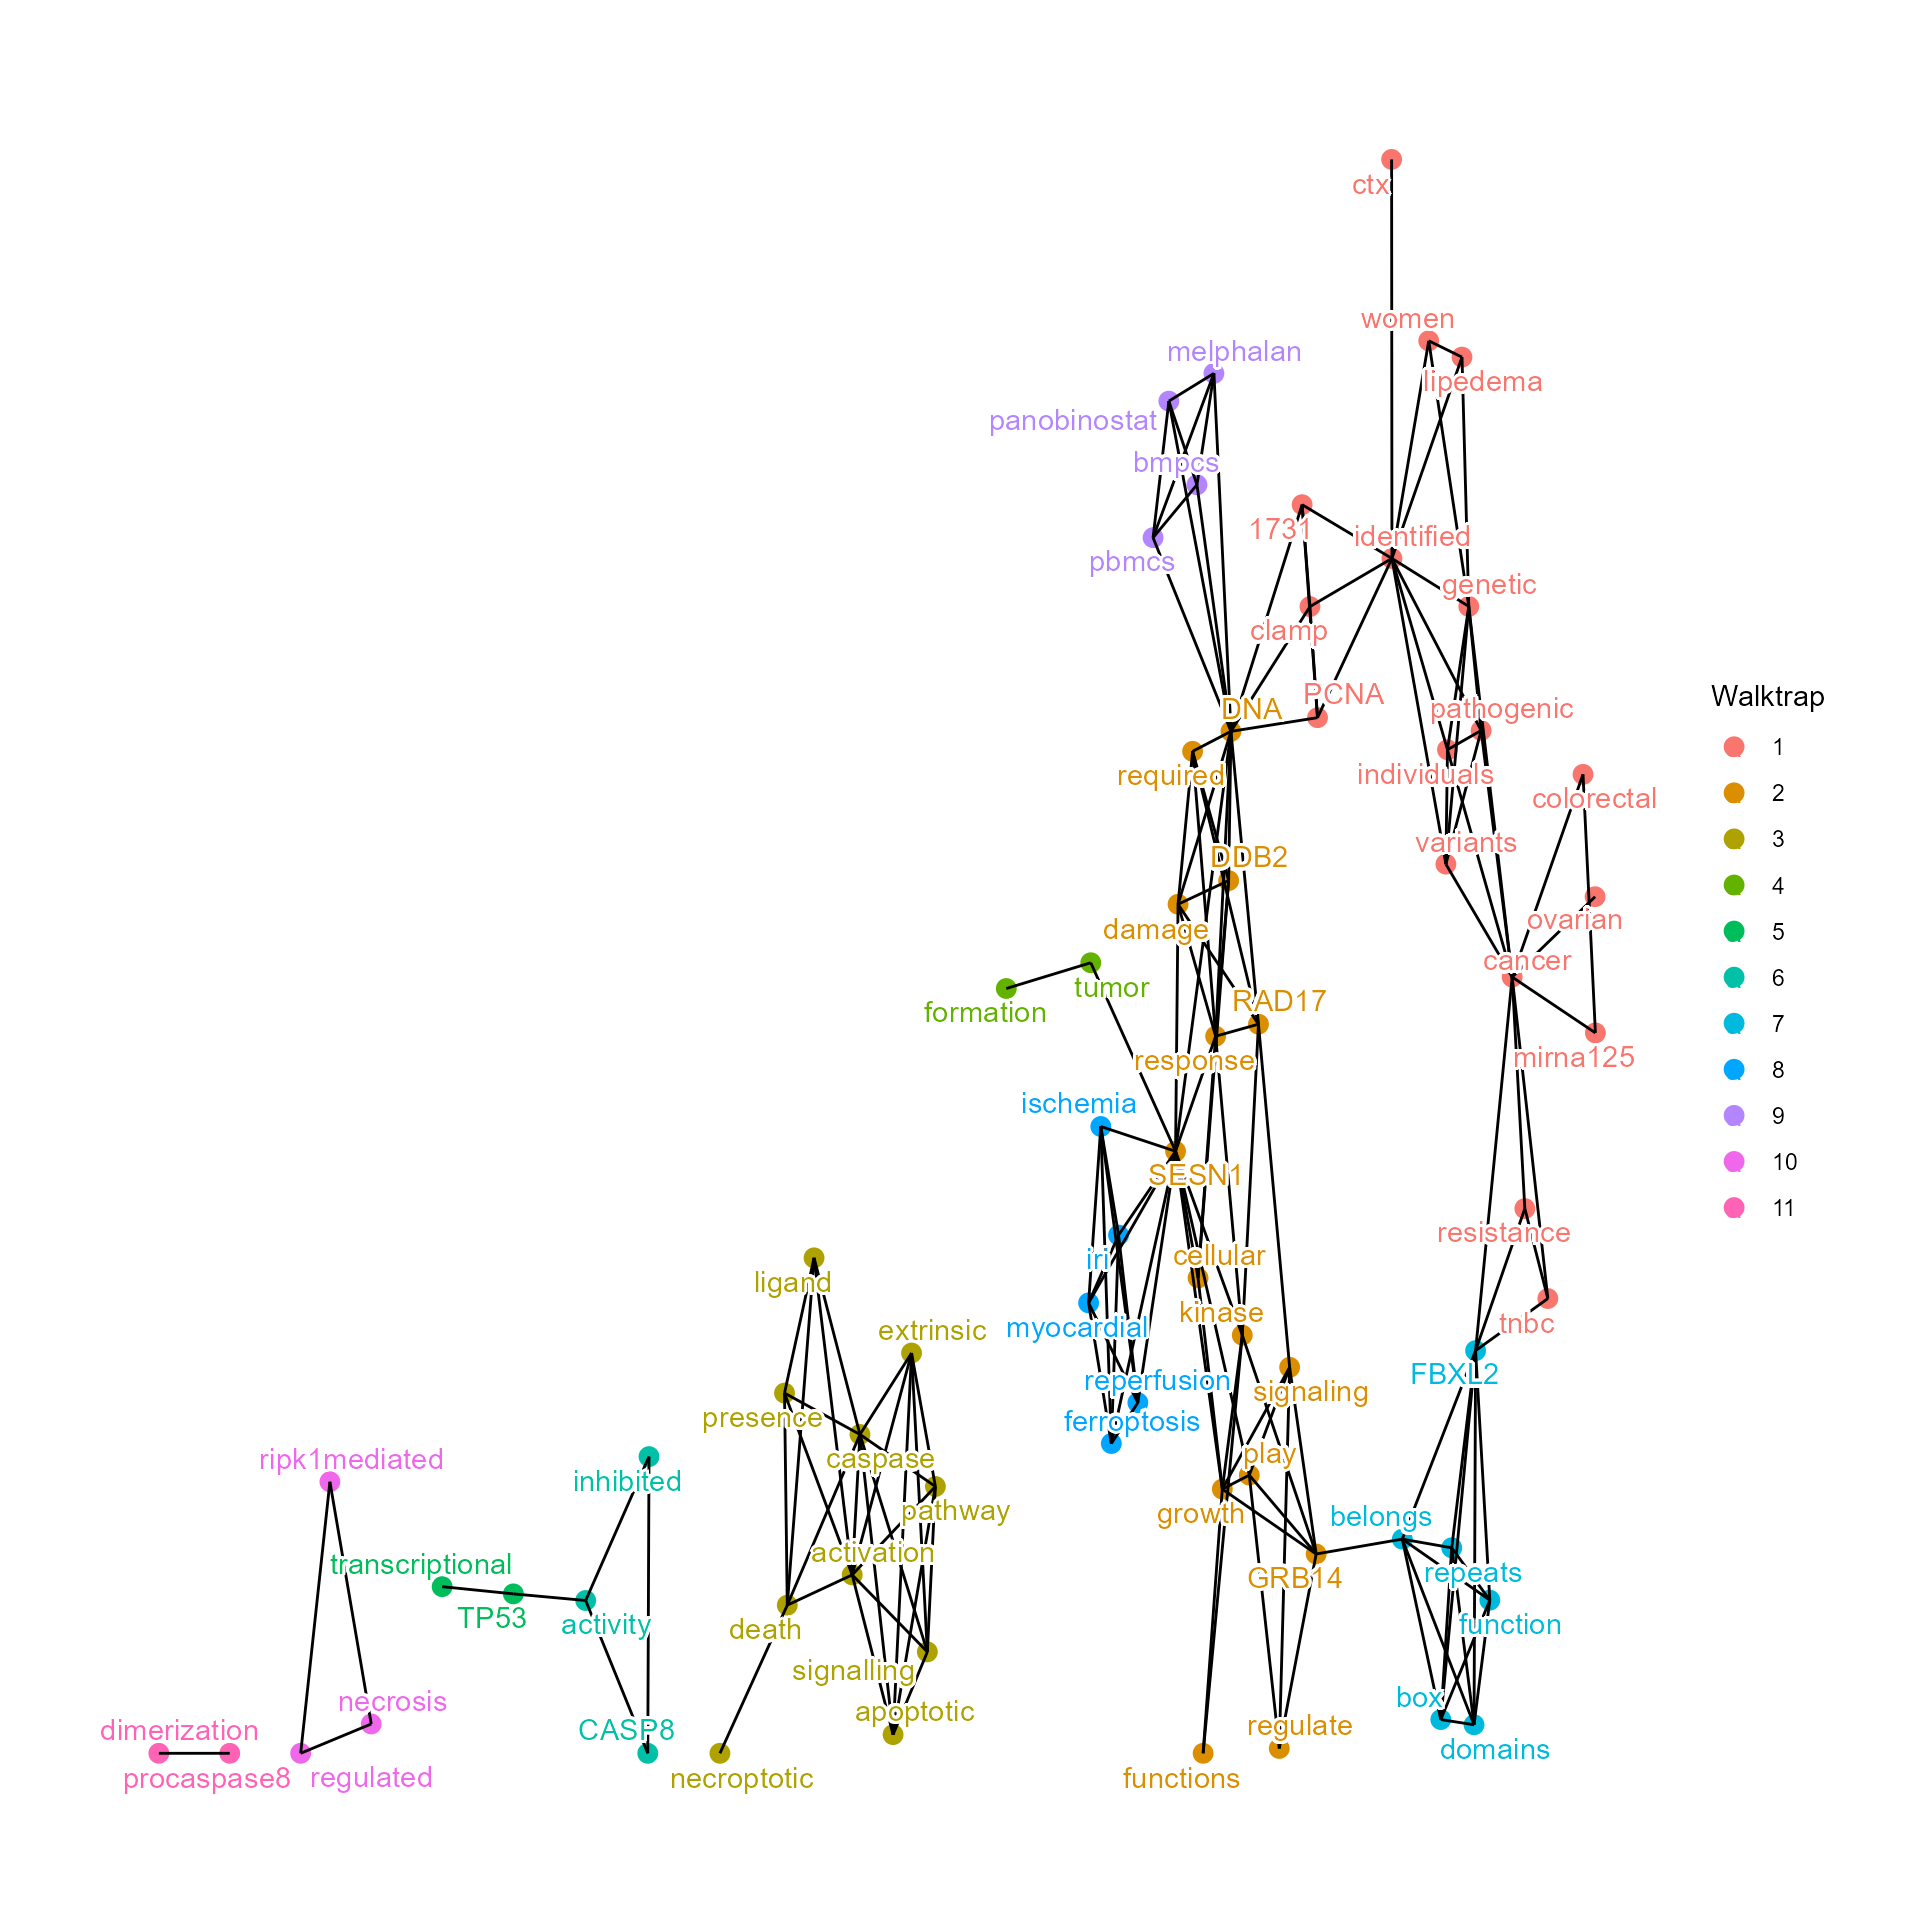 ctx
women
melphalan
lipedema
panobinostat
bmpcs
1731
identified
pbmcs
genetic
clamp
PCNA
DNA
pathogenic
required
individuals
colorectal
variants
DDB2
ovarian
damage
cancer
tumor
RAD17
formation
response
mirna125
ischemia
SESN1
resistance
iri
cellular
ligand
kinase
myocardial
tnbc
extrinsic
reperfusion
FBXL2
signaling
presence
ferroptosis
play
caspase
ripk1mediated
inhibited
pathway
growth
belongs
activation
transcriptional
repeats
GRB14
TP53
activity
death
function
signalling
necrosis
box
apoptotic
regulate
dimerization
CASP8
domains
procaspase8
regulated
necroptotic
functions
Walktrap
1
2
3
4
5
6
7
8
9
10
11